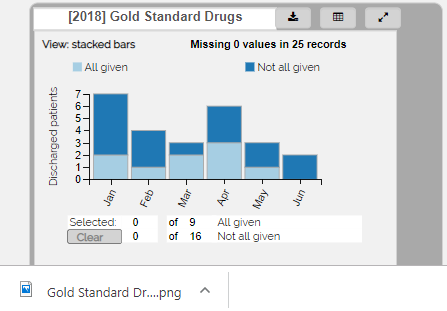 [2018] Gold Standard Drugs
View: stacked bars Missing 0 values in 25 records
All given Not all given
Discharged patients
7
6
5
4
3
2
1
0
Jan Feb Mar Apr May Jun
Selected: 0 of 9 All given
Clear 0 of 16 Not all given
Gold Standard Dr....png